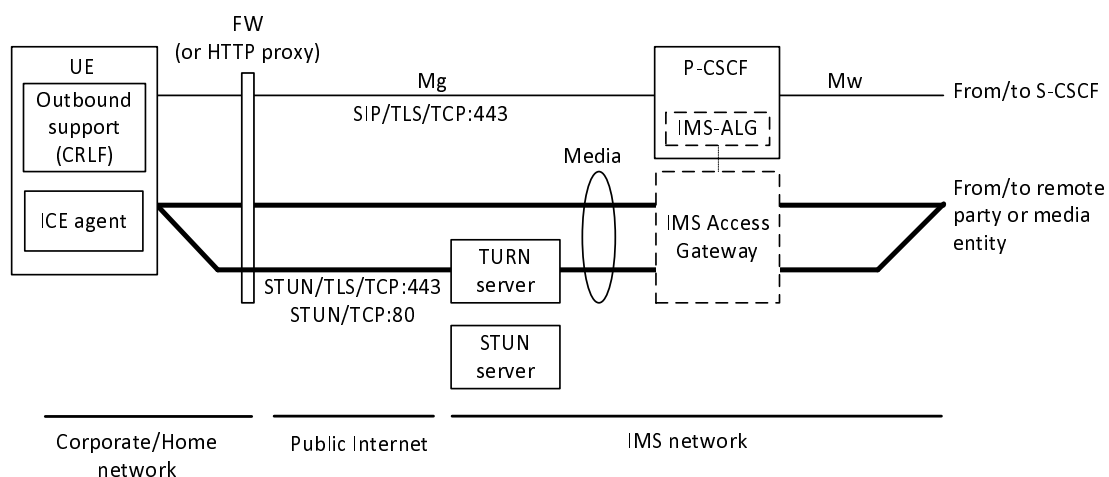 FW
(or HTTP proxy)
UE
Outbound
support
(CRLF)
ICE agent
Mg
SIP/TLS/TCP:443
P-CSCF
IMS-ALG
Mw
From/to S-CSCF
Media
IMS Access
Gateway
From/to remote
party or media
entity
TURN
server
STUN/TLS/TCP:443
STUN/TCP:80
STUN
server
Corporate/Home
network
Public Internet
IMS network